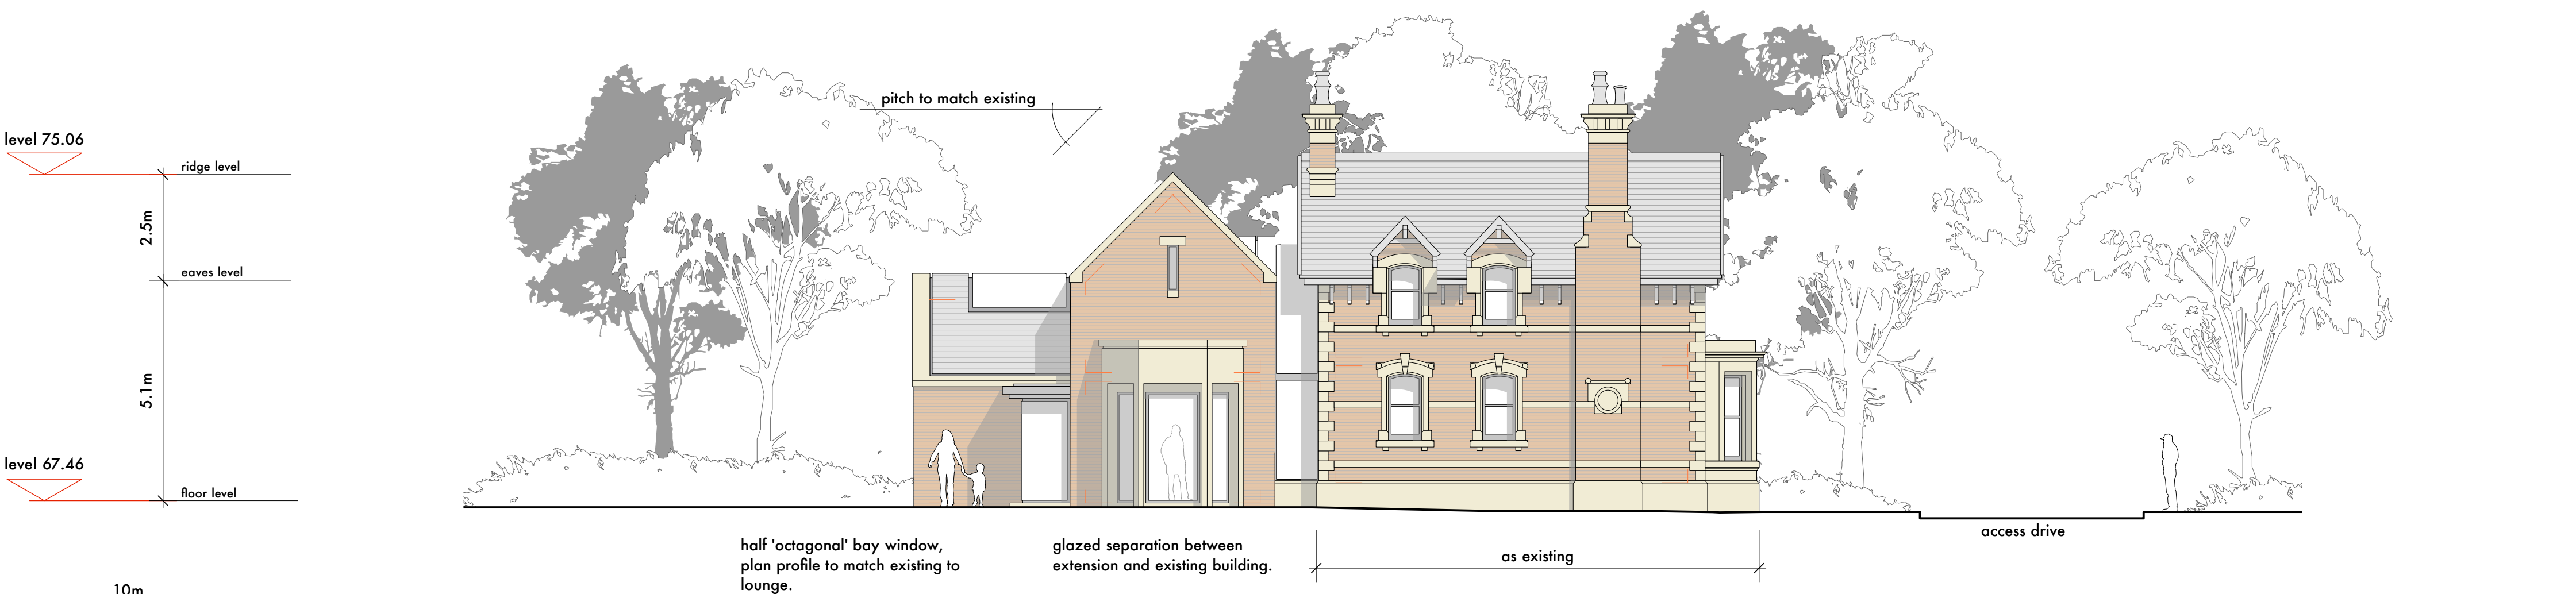 pitch to match existing
level 75.06
ridge level
2.5m
eaves level
5.1m
level 67.46
floor level
access drive
half 'octagonal' bay window,
plan profile to match existing to
lounge.
glazed separation between
extension and existing building.
as existing
10m